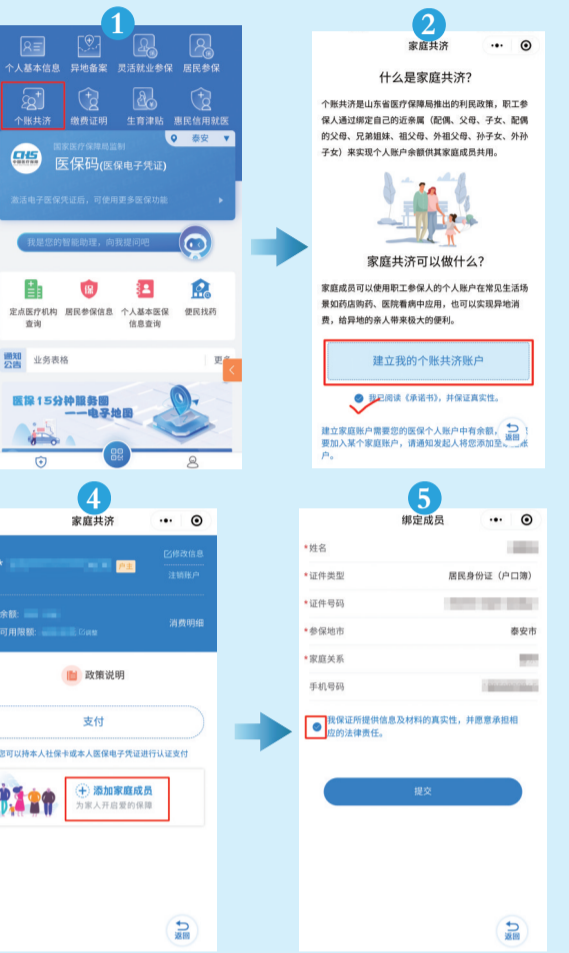 1
个人基本信息 异地备案 灵活就业参保 居民参保
个账共济 缴费证明 生育津贴 惠民信用就医
国家医疗保障局监制
泰安
CHS
中国医疗保障
医保码(医保电子凭证)
激活电子医保凭证后，可使用更多医保功能
我是您的智能助理，向我提问吧
保
定点医疗机构查询
居民参保信息
个人基本医保信息查询
便民找药
通知
公告
业务表格
医保15分钟服务圈
——电子地图
2
家庭共济
什么是家庭共济？
个账共济是山东省医疗保障局推出的利民政策，职工参
保人通过绑定自己的近亲属（配偶、父母、子女、配偶
的父母、兄弟姐妹、祖父母、外祖父母、孙子女、外孙
子女）来实现个人账户余额供其家庭成员共用。
家庭共济可以做什么？
家庭成员可以使用职工参保人的个人账户在常见生活场
景如药店购药、医院看病中应用，也可以实现异地消
费，给异地的亲人带来极大的便利。
建立我的个账共济账户
我已阅读《承诺书》，并保证真实性。
建立家庭账户需要您的医保个人账户中有余额，
要加入某个家庭账户，请通知发起人将您添加至
户。
返回
4
家庭共济
户主
修改信息
注销账户
余额:
可用限额:
调整
消费明细
政策说明
支付
您可以持本人社保卡或本人医保电子凭证进行认证支付
添加家庭成员
为家人开启爱的保障
返回
5
绑定成员
*姓名
*证件类型 居民身份证（户口簿）
*证件号码
*参保地市 泰安市
*家庭关系
手机号码
我保证所提供信息及材料的真实性，并愿意承担相
应的法律责任。
提交
返回